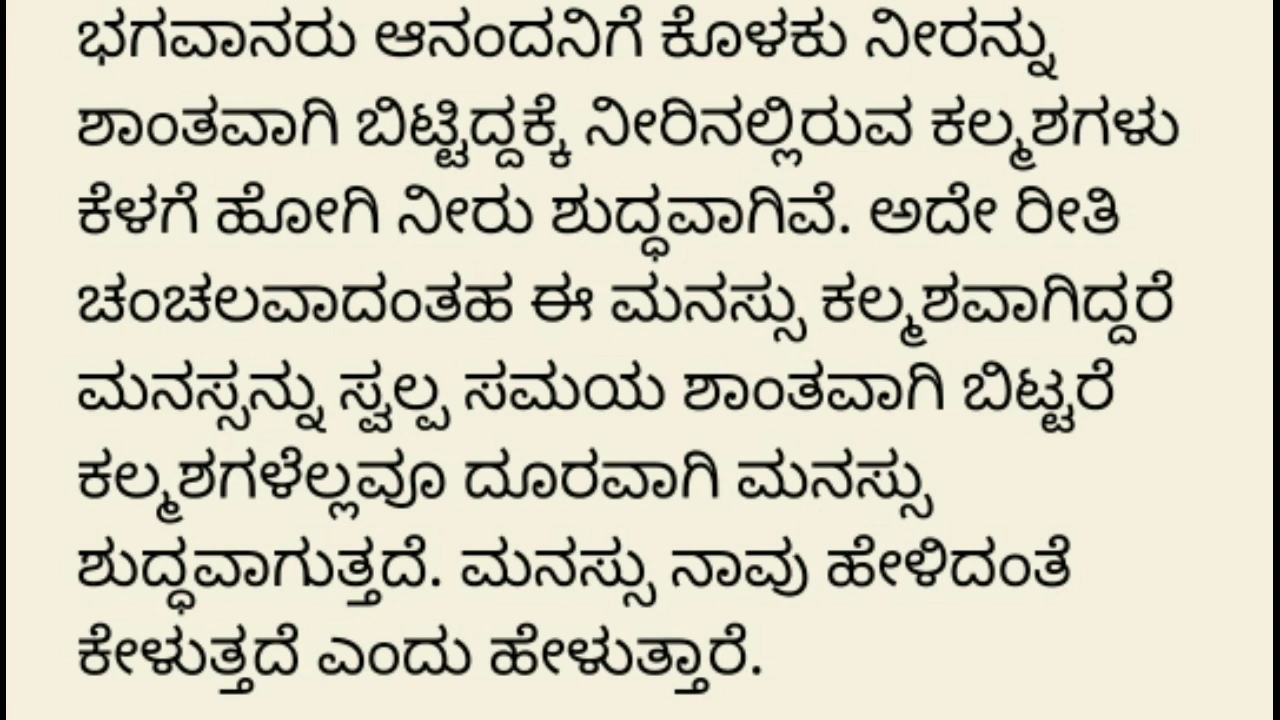 ಭಗವಾನರು ಆನಂದನಿಗೆ ಕೊಳಕು ನೀರನ್ನು
ಶಾಂತವಾಗಿ ಬಿಟ್ಟಿದ್ದಕ್ಕೆ ನೀರಿನಲ್ಲಿರುವ ಕಲ್ಮಶಗಳು
ಕೆಳಗೆ ಹೋಗಿ ನೀರು ಶುದ್ಧವಾಗಿವೆ. ಅದೇ ರೀತಿ
ಚಂಚಲವಾದಂತಹ ಈ ಮನಸ್ಸು ಕಲ್ಮಶವಾಗಿದ್ದರೆ
ಮನಸ್ಸನ್ನು ಸ್ವಲ್ಪ ಸಮಯ ಶಾಂತವಾಗಿ ಬಿಟ್ಟರೆ
ಕಲ್ಮಶಗಳೆಲ್ಲವೂ ದೂರವಾಗಿ ಮನಸ್ಸು
ಶುದ್ಧವಾಗುತ್ತದೆ. ಮನಸ್ಸು ನಾವು ಹೇಳಿದಂತೆ
ಕೇಳುತ್ತದೆ ಎಂದು ಹೇಳುತ್ತಾರೆ.